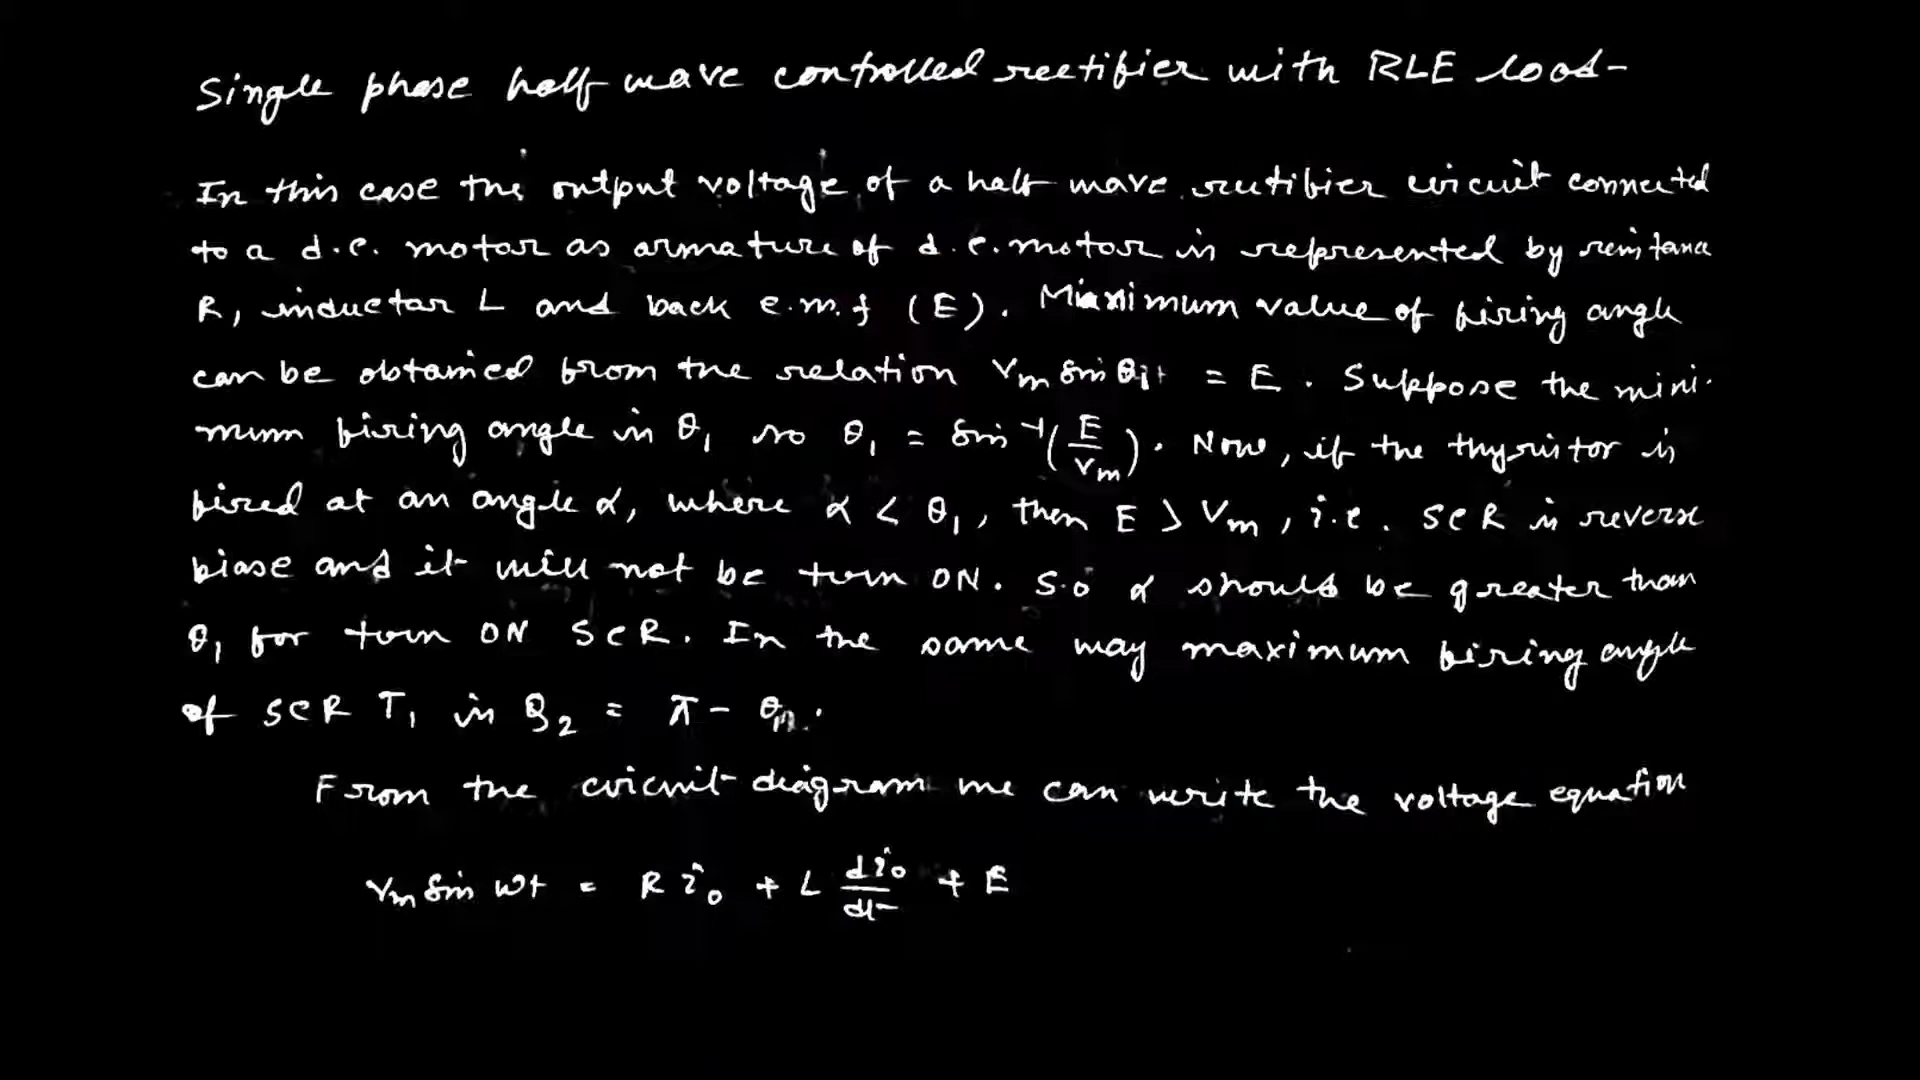 Single phase half wave controlled rectifier with RLE load-
In this case the output voltage of a half wave rectifier circuit connected
to a d.c. motor as armature of d.c. motor is represented by resistance
R, inductor L and back e.m.f (E). Minimum value of firing angle
can be obtained from the relation Vm sin θ1 = E. Suppose the mini-
mum firing angle is θ1 so θ1 = sin⁻¹(E/Vm). Now, if the thyristor is
fired at an angle α, where α < θ1, then E > Vm, i.e. SCR is reverse
biase and it will not be turn ON. So α should be greater than
θ1 for turn ON SCR. In the same way maximum firing angle
of SCR T1 is θ2 = π - θ1.
From the circuit diagram we can write the voltage equation
Vm sin ωt = R i0 + L di0/dt + E